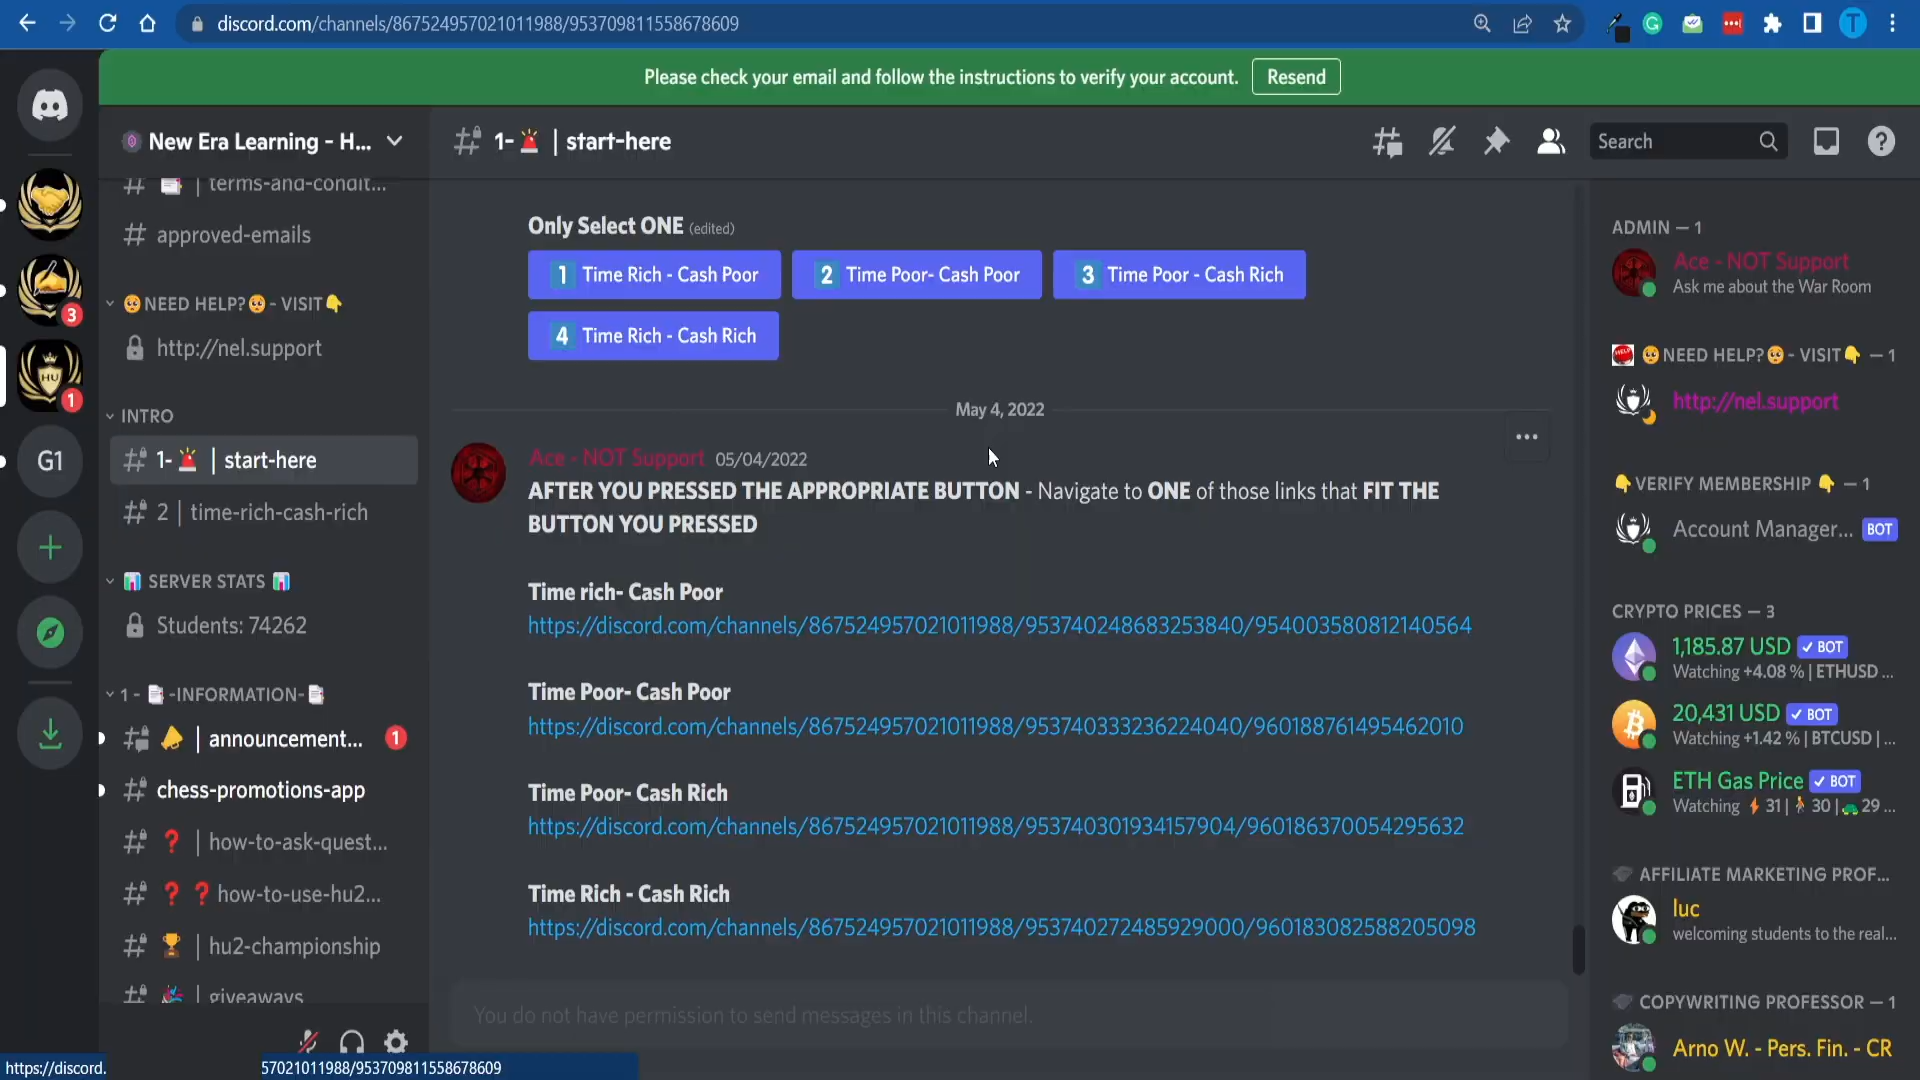 discord.com/channels/867524957021011988/953709811558678609
T
Please check your email and follow the instructions to verify your account. Resend
New Era Learning - H...
1- | start-here
Search
3
HU
1
G1
| terms-and-condit...
approved-emails
NEED HELP? - VISIT
http://nel.support
INTRO
1- | start-here
2 | time-rich-cash-rich
SERVER STATS
Students: 74262
1 - -INFORMATION-
| announcement... 1
chess-promotions-app
❓ | how-to-ask-quest...
❓ ❓ how-to-use-hu2...
| hu2-championship
| giveaways
Only Select ONE (edited)
1 Time Rich - Cash Poor
2 Time Poor- Cash Poor
3 Time Poor - Cash Rich
4 Time Rich - Cash Rich
May 4, 2022
Ace - NOT Support 05/04/2022
AFTER YOU PRESSED THE APPROPRIATE BUTTON - Navigate to ONE of those links that FIT THE
BUTTON YOU PRESSED
Time rich- Cash Poor
https://discord.com/channels/867524957021011988/953740248683253840/954003580812140564
Time Poor- Cash Poor
https://discord.com/channels/867524957021011988/953740333236224040/960188761495462010
Time Poor- Cash Rich
https://discord.com/channels/867524957021011988/953740301934157904/960186370054295632
Time Rich - Cash Rich
https://discord.com/channels/867524957021011988/953740272485929000/960183082588205098
You do not have permission to send messages in this channel.
ADMIN — 1
Ace - NOT Support
Ask me about the War Room
HELP NEED HELP? - VISIT — 1
http://nel.support
VERIFY MEMBERSHIP — 1
Account Manager... BOT
CRYPTO PRICES — 3
1,185.87 USD ✓ BOT
Watching +4.08 % | ETHUSD ...
20,431 USD ✓ BOT
Watching +1.42 % | BTCUSD | ...
ETH Gas Price ✓ BOT
Watching 31 | 30 | 29 ...
AFFILIATE MARKETING PROF...
luc
welcoming students to the real...
COPYWRITING PROFESSOR — 1
Arno W. - Pers. Fin. - CR
https://discord.
57021011988/953709811558678609